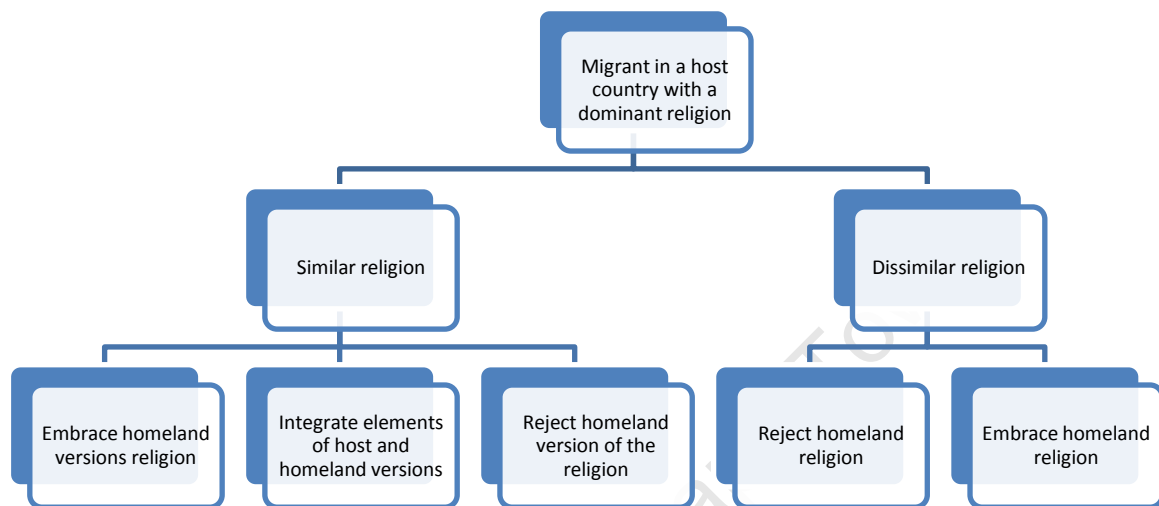 Migrant in a host
country with a
dominant religion
Similar religion
Dissimilar religion
Embrace homeland
versions religion
Integrate elements
of host and
homeland versions
Reject homeland
version of the
religion
Reject homeland
religion
Embrace homeland
religion